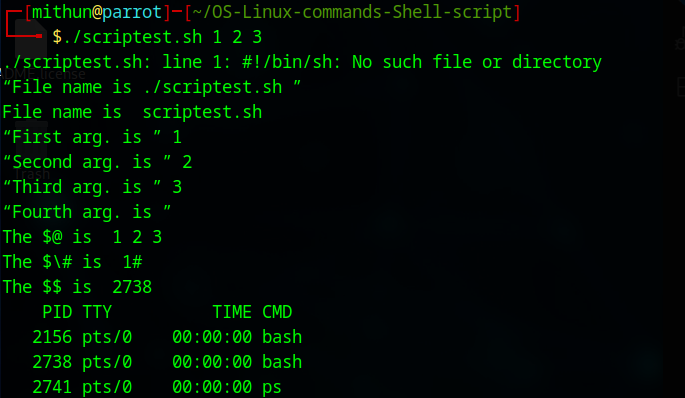 [mithun@parrot]─[~/OS-Linux-commands-Shell-script]
$./scriptest.sh 1 2 3
./scriptest.sh: line 1: #!/bin/sh: No such file or directory
“File name is ./scriptest.sh ”
File name is  scriptest.sh
“First arg. is ” 1
“Second arg. is ” 2
“Third arg. is ” 3
“Fourth arg. is ”
The $@ is  1 2 3
The $\# is  1#
The $$ is  2738
    PID TTY          TIME CMD
   2156 pts/0    00:00:00 bash
   2738 pts/0    00:00:00 bash
   2741 pts/0    00:00:00 ps